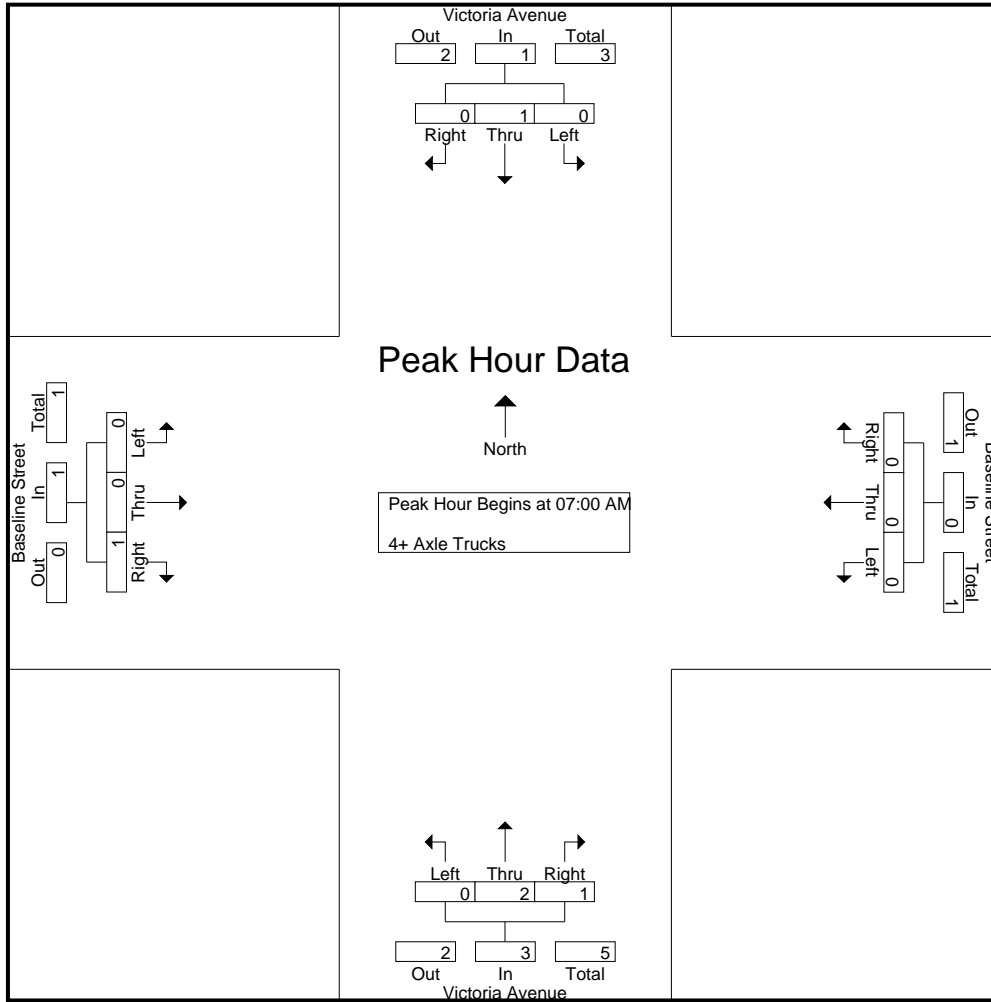 Victoria Avenue
Out In Total
2 1 3
0 1 0
Right Thru Left
Peak Hour Data
North
Peak Hour Begins at 07:00 AM
4+ Axle Trucks
Baseline Street
Out In Total
0 1 1
Left Thru Right
0 0 1
Right Thru Left
0 0 0
Out In Total
1 0 1
Baseline Street
Left Thru Right
0 2 1
2 3 5
Out In Total
Victoria Avenue